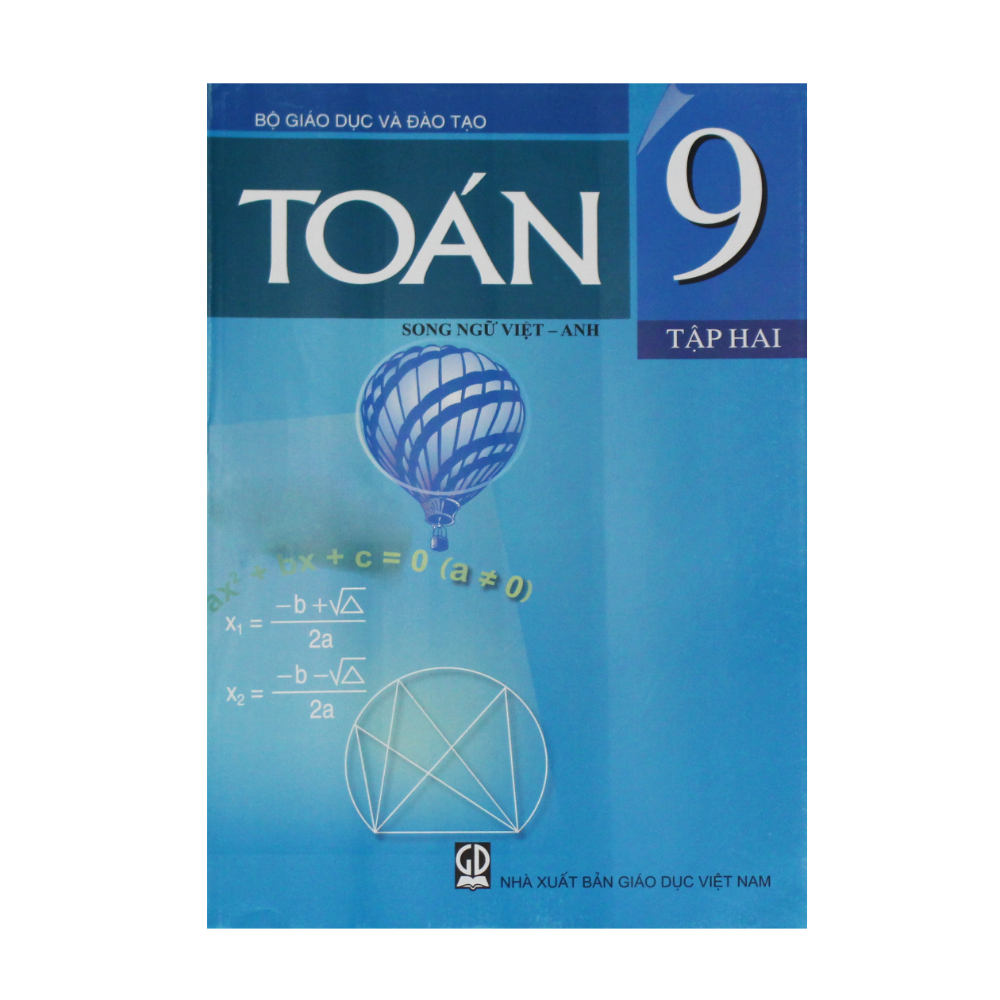 BỘ GIÁO DỤC VÀ ĐÀO TẠO
TOÁN
9
SONG NGỮ VIỆT – ANH
TẬP HAI
ax² + bx + c = 0 (a ≠ 0)
x₁ = (−b + √△) / 2a
x₂ = (−b − √△) / 2a
GD
NHÀ XUẤT BẢN GIÁO DỤC VIỆT NAM